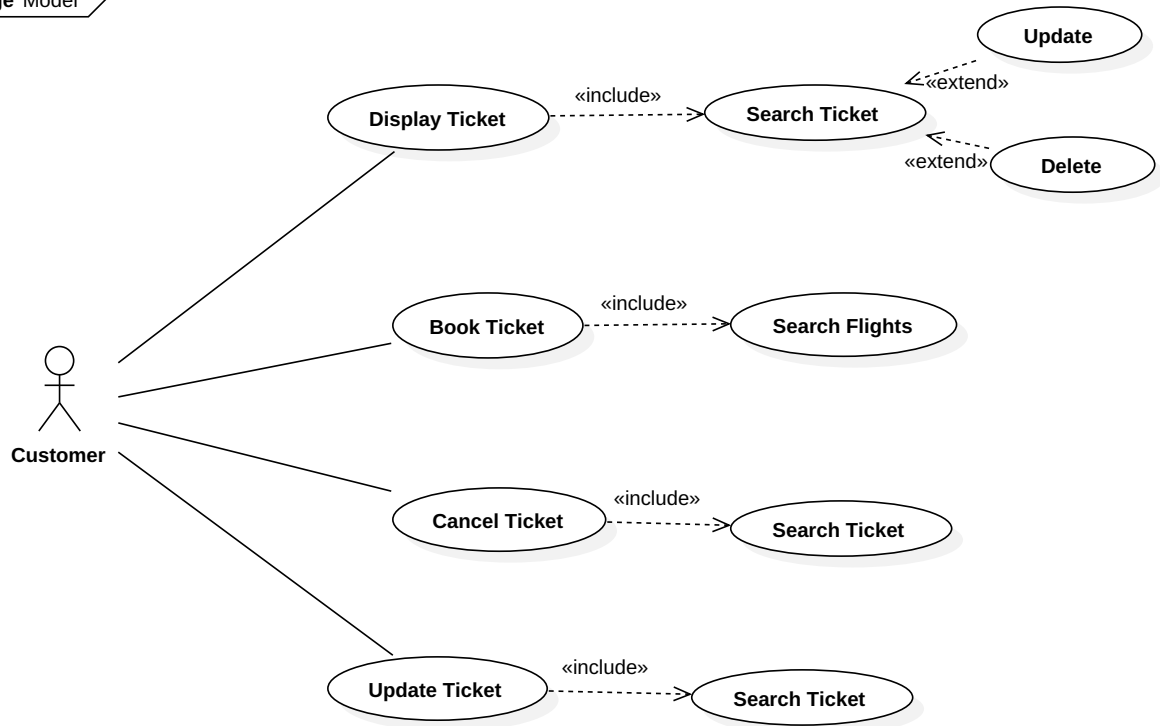 Model
Update
«include»
«extend»
Display Ticket
Search Ticket
«extend»
Delete
«include»
Book Ticket
Search Flights
Customer
«include»
Cancel Ticket
Search Ticket
«include»
Update Ticket
Search Ticket